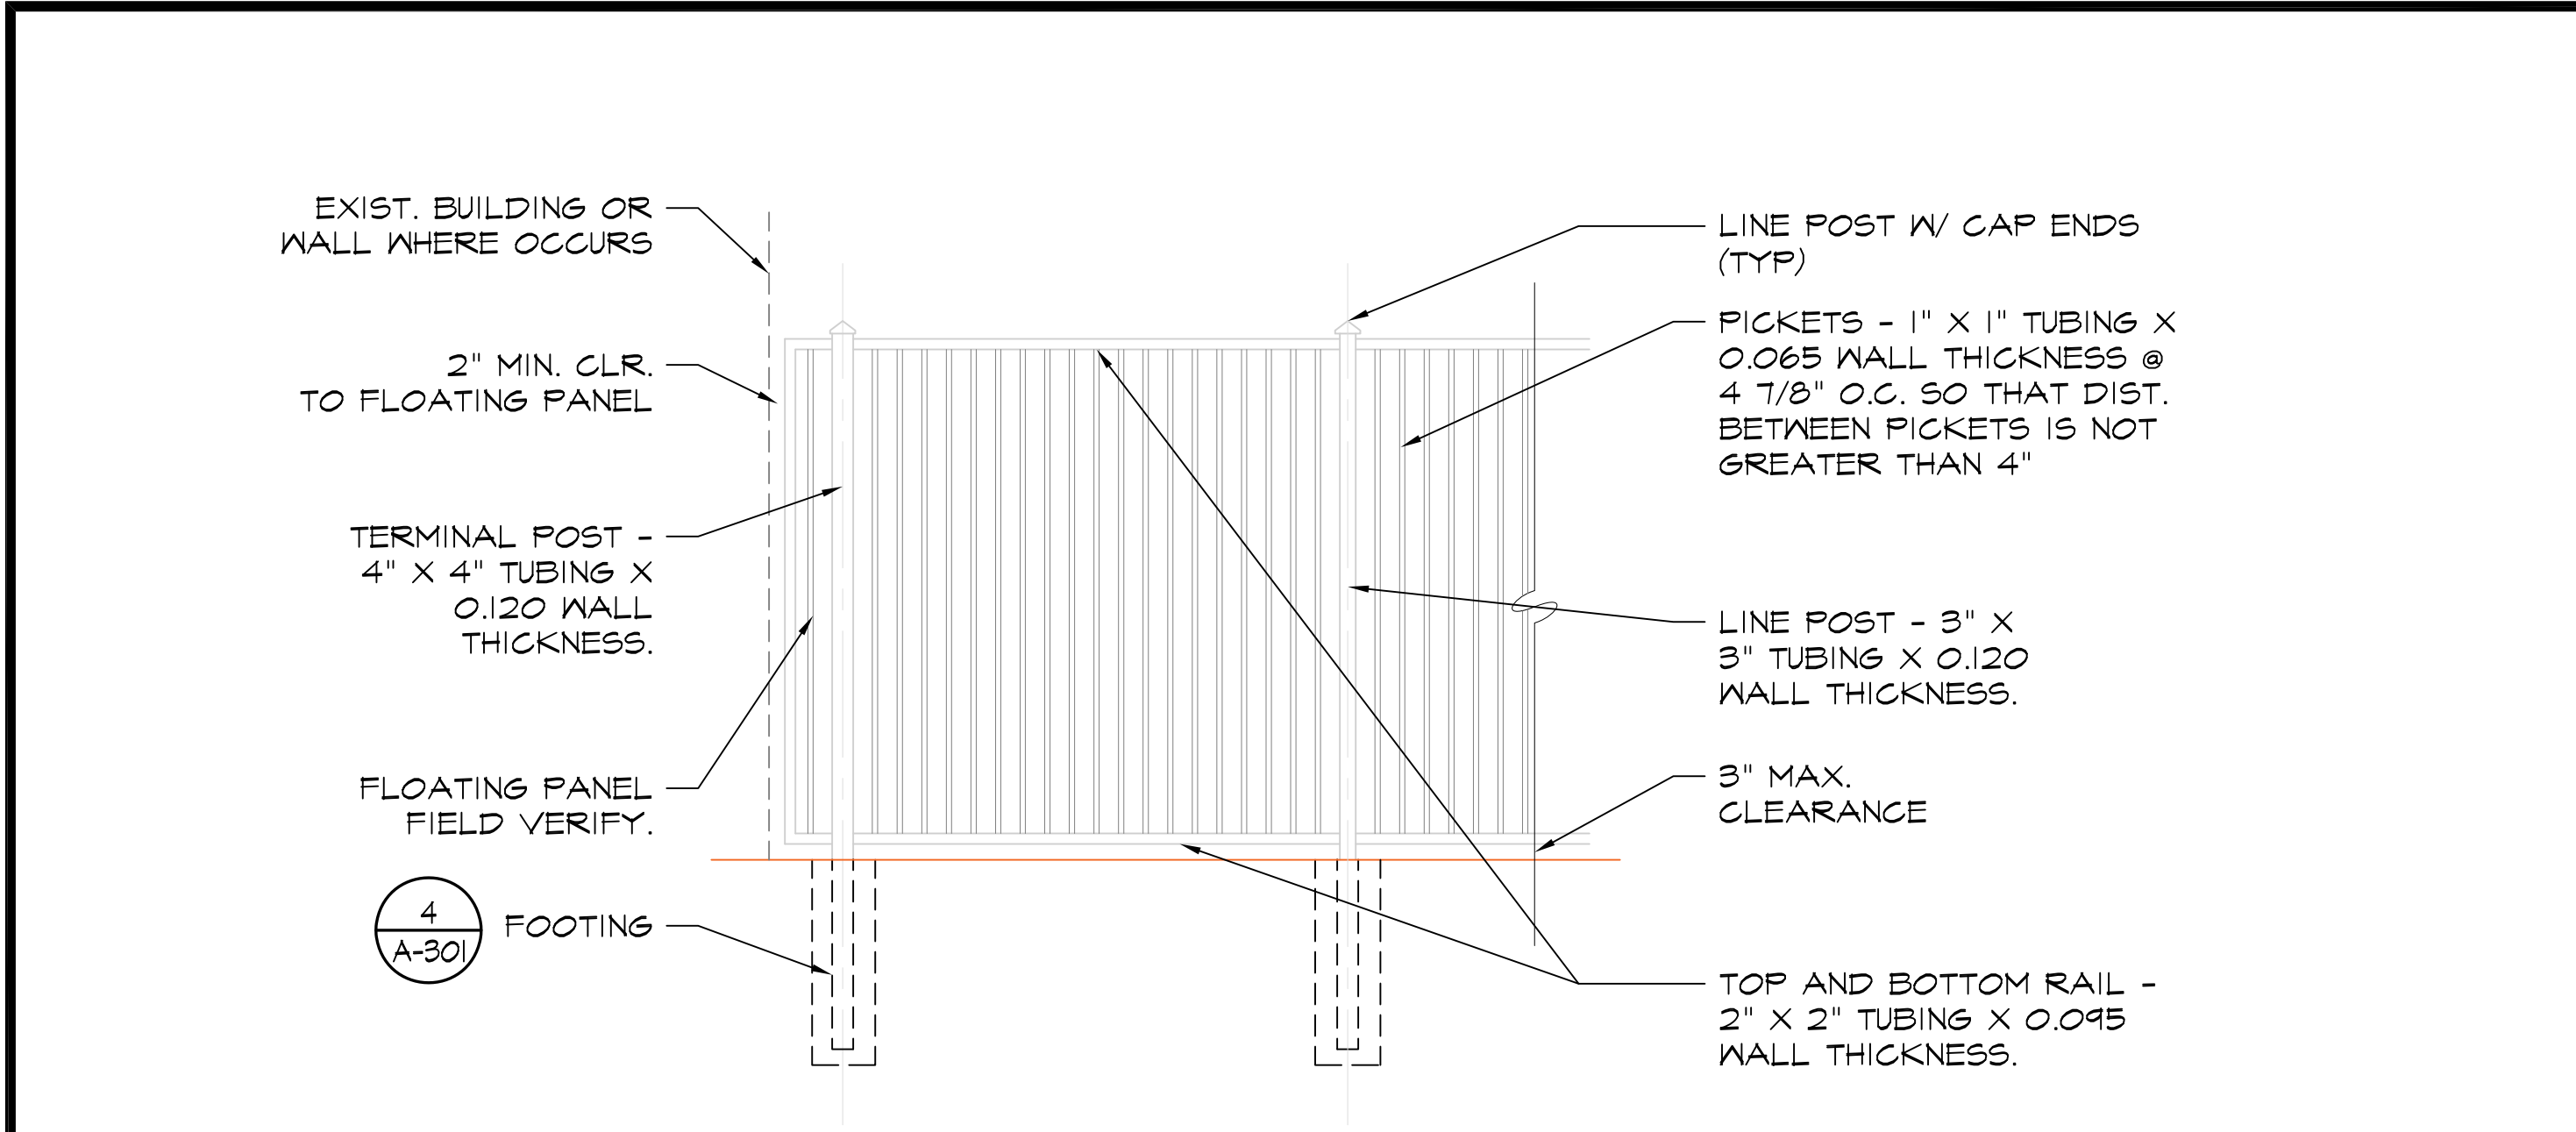 EXIST. BUILDING OR
WALL WHERE OCCURS
2" MIN. CLR.
TO FLOATING PANEL
TERMINAL POST -
4" X 4" TUBING X
0.120 WALL
THICKNESS.
FLOATING PANEL
FIELD VERIFY.
4
A-301
FOOTING
LINE POST W/ CAP ENDS
(TYP)
PICKETS - 1" X 1" TUBING X
0.065 WALL THICKNESS @
4 7/8" O.C. SO THAT DIST.
BETWEEN PICKETS IS NOT
GREATER THAN 4"
LINE POST - 3" X
3" TUBING X 0.120
WALL THICKNESS.
3" MAX.
CLEARANCE
TOP AND BOTTOM RAIL -
2" X 2" TUBING X 0.095
WALL THICKNESS.